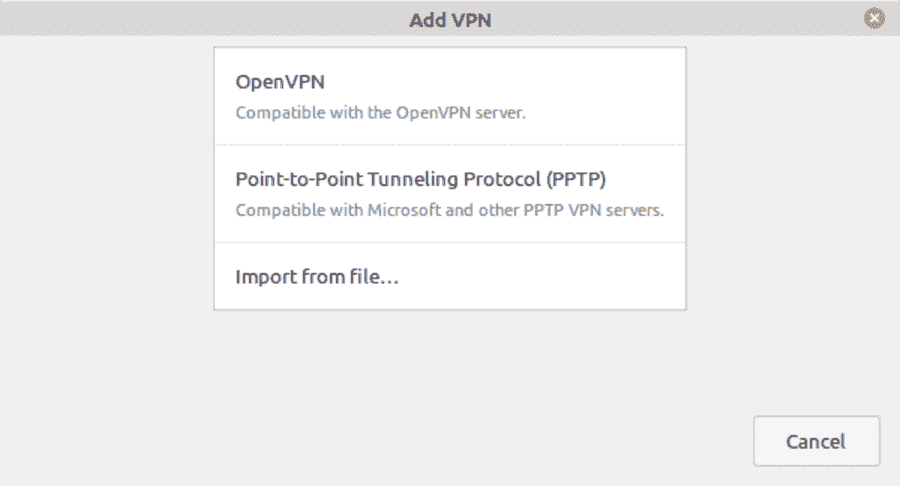 Add VPN
OpenVPN
Compatible with the OpenVPN server.
Point-to-Point Tunneling Protocol (PPTP)
Compatible with Microsoft and other PPTP VPN servers.
Import from file...
Cancel